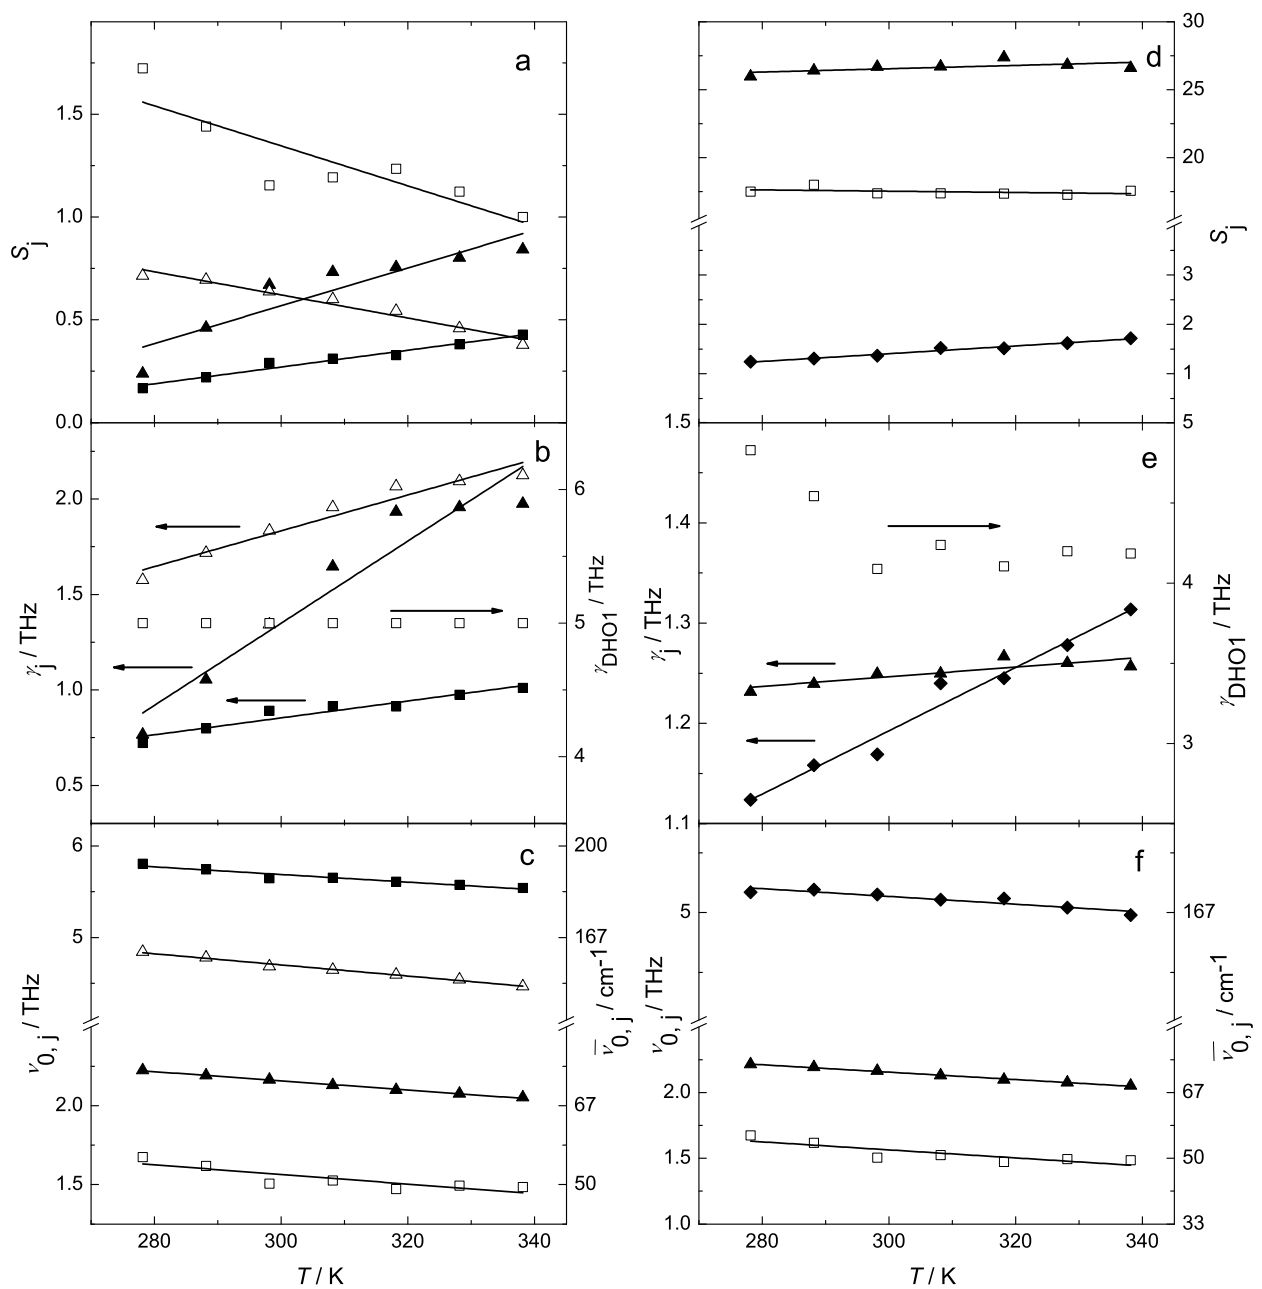 a
1.5
1.0
0.5
0.0
S j
d
30
25
20
3
2
1
S j
b
2.0
1.5
1.0
0.5
γ j / THz
6
5
4
γ DHO1 / THz
e
1.5
1.4
1.3
1.2
1.1
γ j / THz
5
4
3
γ DHO1 / THz
c
6
5
2.0
1.5
ν 0, j / THz
200
167
67
50
ν̅ 0, j / cm-1
f
5
2.0
1.5
1.0
ν 0, j / THz
167
67
50
33
ν̅ 0, j / cm-1
280 300 320 340
T / K
280 300 320 340
T / K